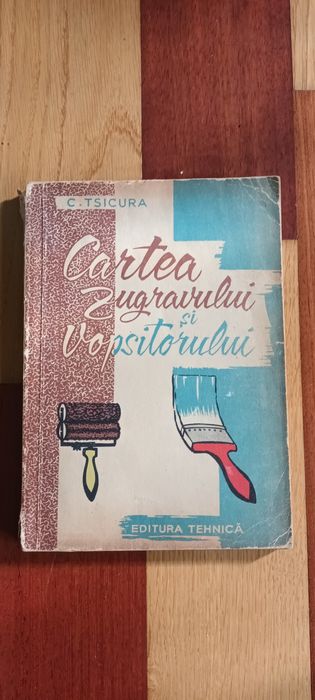 C. TSICURA
Cartea
Zugravului
și
Vopsitorului
EDITURA TEHNICĂ